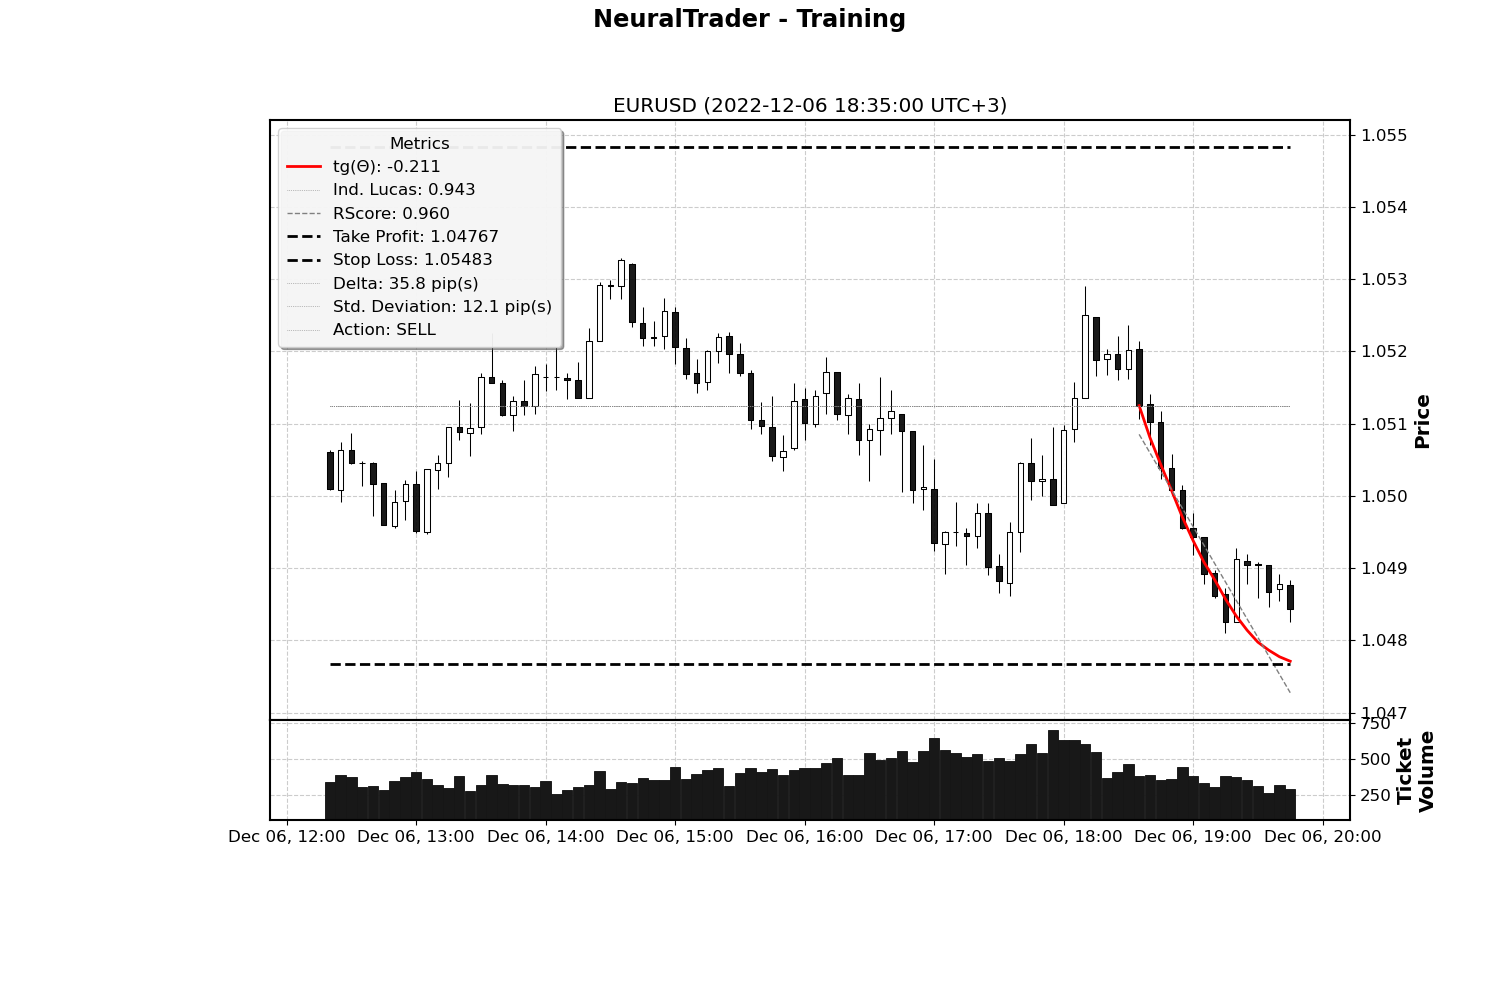 NeuralTrader - Training
EURUSD (2022-12-06 18:35:00 UTC+3)
Metrics
tg(Θ): -0.211
Ind. Lucas: 0.943
RScore: 0.960
Take Profit: 1.04767
Stop Loss: 1.05483
Delta: 35.8 pip(s)
Std. Deviation: 12.1 pip(s)
Action: SELL
1.055
1.054
1.053
1.052
1.051
1.050
1.049
1.048
1.047
Price
750
500
250
Ticket
Volume
Dec 06, 12:00 Dec 06, 13:00 Dec 06, 14:00 Dec 06, 15:00 Dec 06, 16:00 Dec 06, 17:00 Dec 06, 18:00 Dec 06, 19:00 Dec 06, 20:00